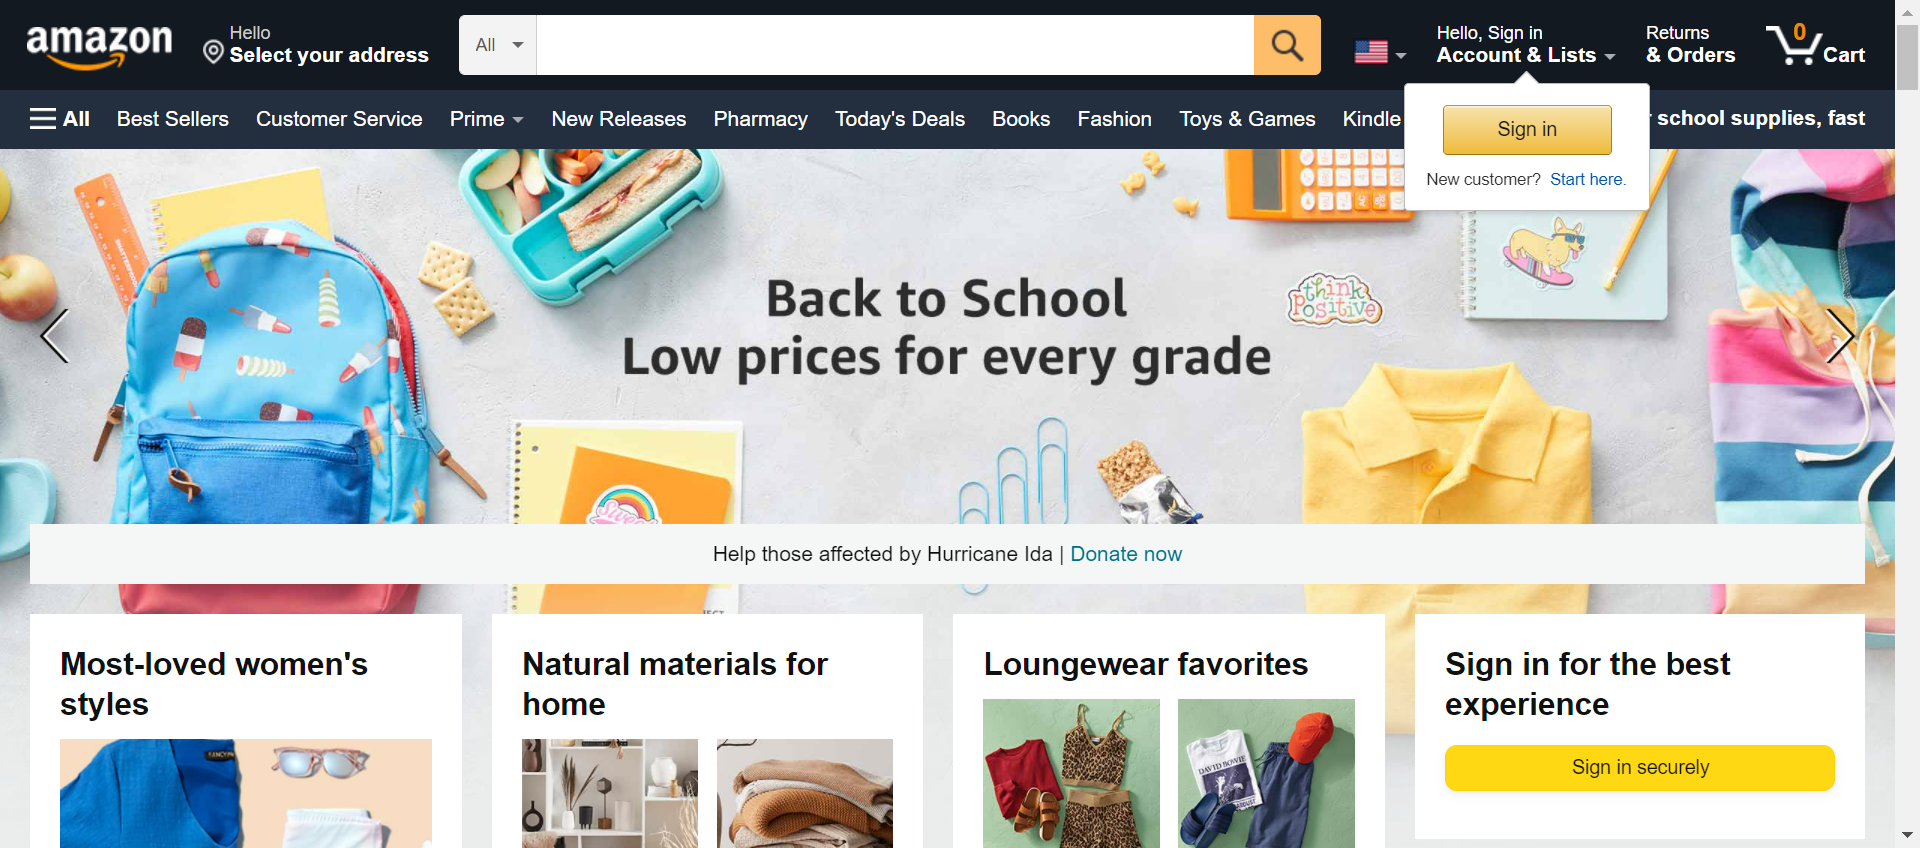 amazon
Hello
Select your address
All
Hello, Sign in
Account & Lists
Returns
& Orders
0
Cart
All
Best Sellers
Customer Service
Prime
New Releases
Pharmacy
Today's Deals
Books
Fashion
Toys & Games
Kindle
school supplies, fast
Sign in
New customer? Start here.
Back to School
Low prices for every grade
think
positive
Sweet
Help those affected by Hurricane Ida | Donate now
Most-loved women's
styles
Natural materials for
home
Loungewear favorites
DAVID BOWIE
Sign in for the best
experience
Sign in securely